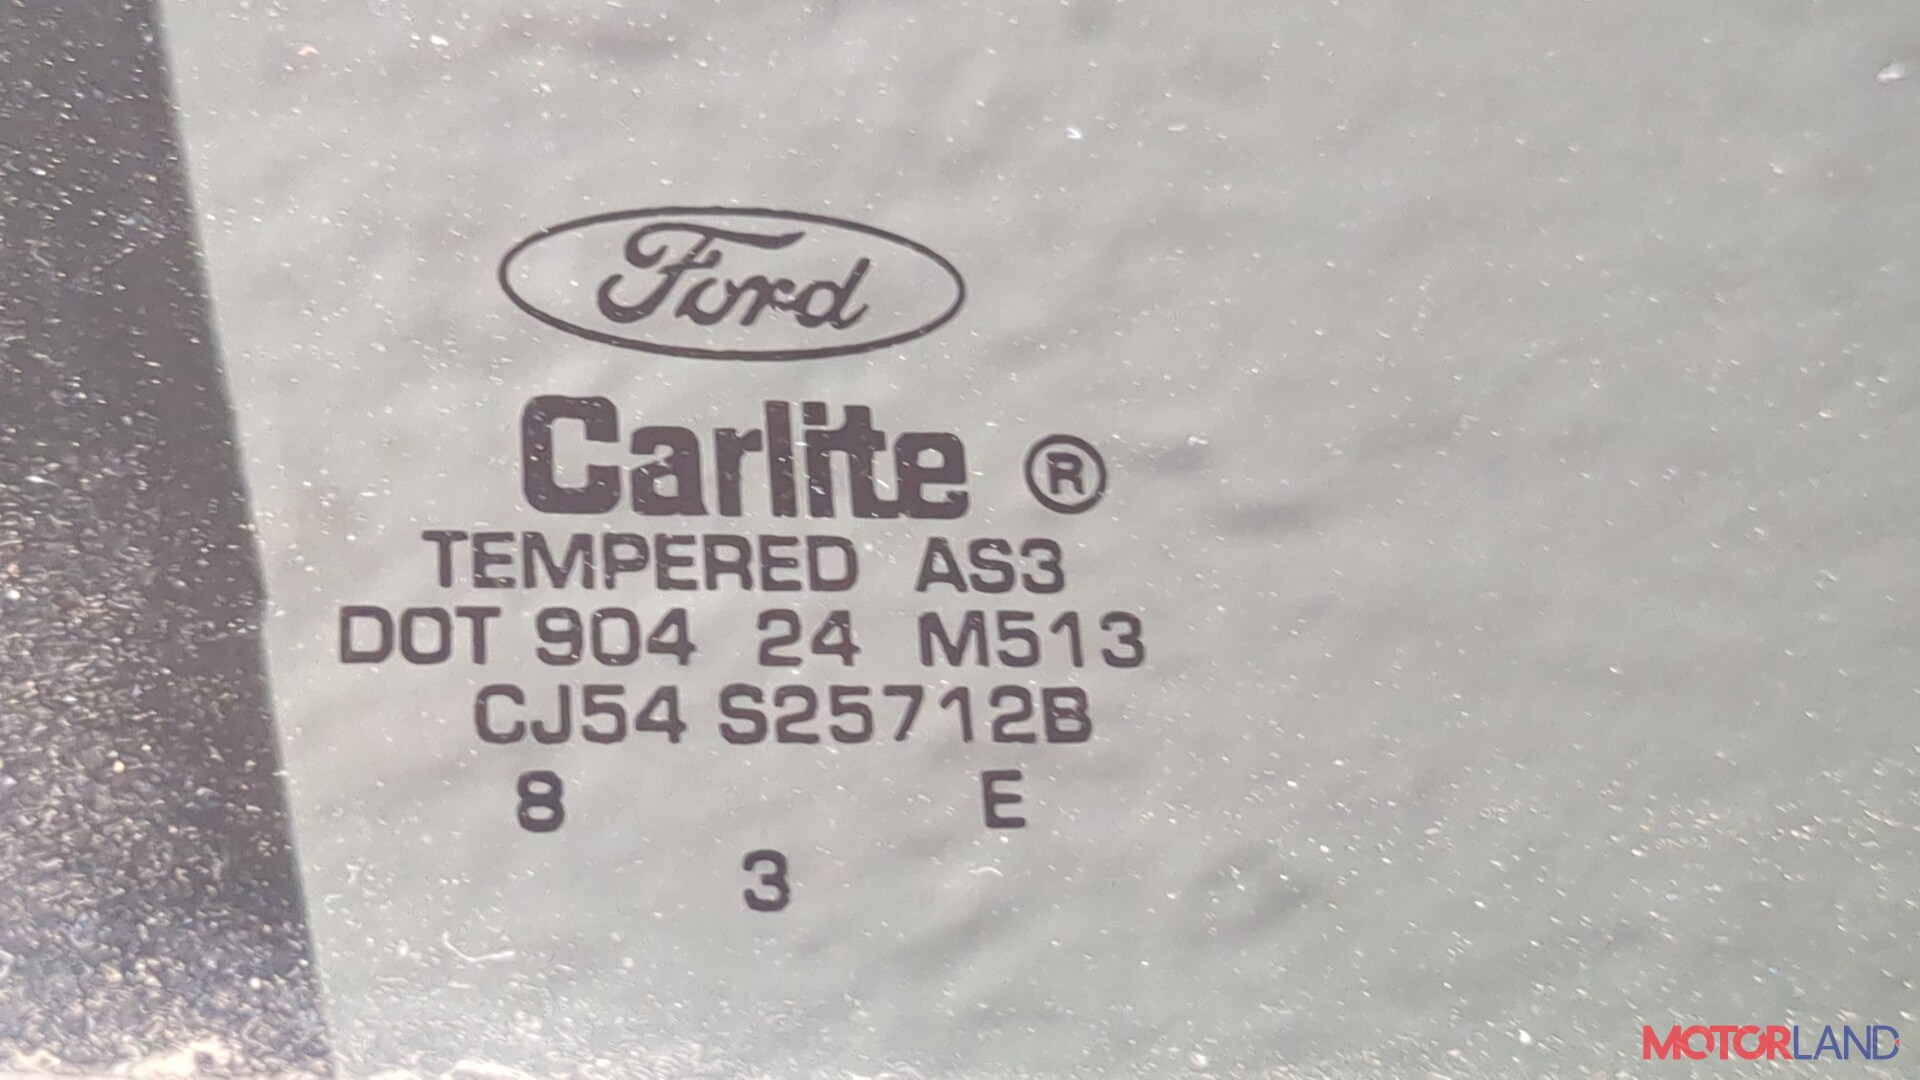 Ford
Carlite ®
TEMPERED AS3
DOT 904 24 M513
CJ54 S25712B
8 E
3
MOTORLAND